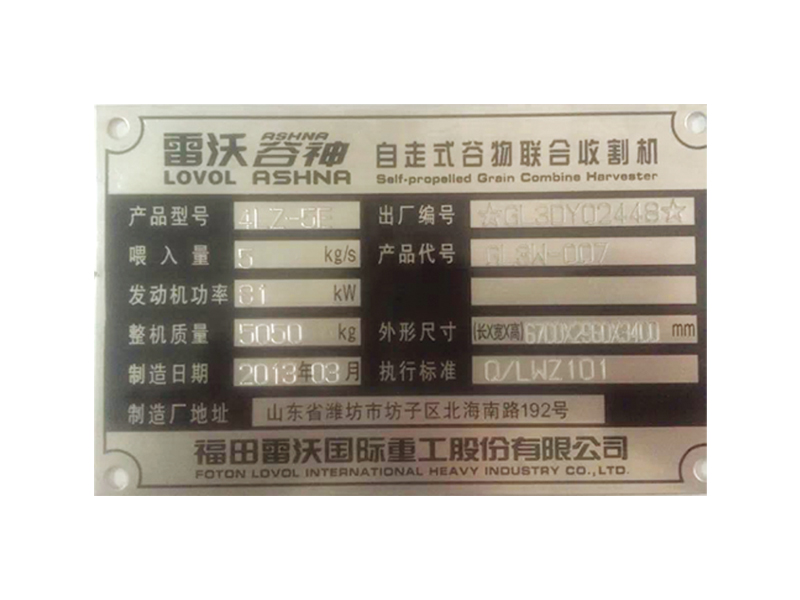 ASHNA
雷沃 谷神 自走式谷物联合收割机
LOVOL ASHNA Self-propelled Grain Combine Harvester
产品型号 4LZ-5E 出厂编号 ☆GL3DY02448☆
喂入量 5 kg/s 产品代号 GL3W-007
发动机功率 81 kW
整机质量 5050 kg 外形尺寸 (长X宽X高) 6700X2980X3400 mm
制造日期 2013年03月 执行标准 Q/LWZ101
制造厂地址 山东省潍坊市坊子区北海南路192号
福田雷沃国际重工股份有限公司
FOTON LOVOL INTERNATIONAL HEAVY INDUSTRY CO.,LTD.